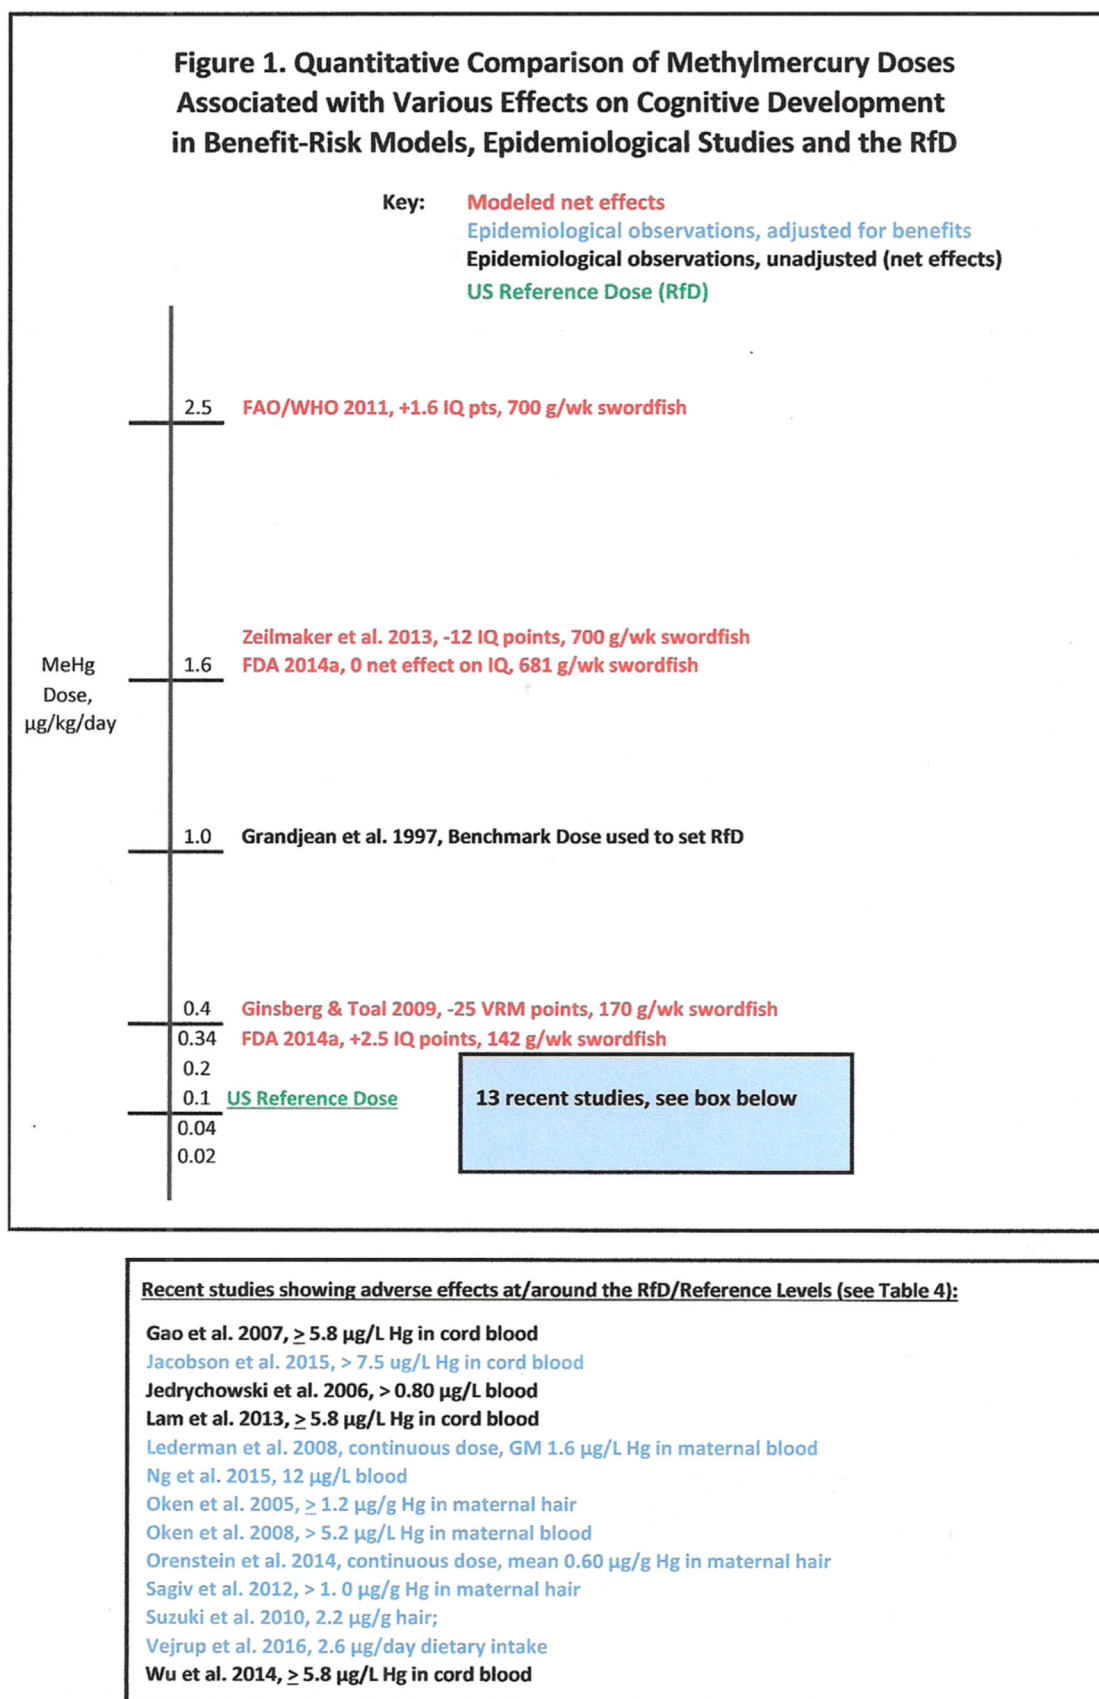 Figure 1. Quantitative Comparison of Methylmercury Doses
Associated with Various Effects on Cognitive Development
in Benefit-Risk Models, Epidemiological Studies and the RfD
Key: Modeled net effects
Epidemiological observations, adjusted for benefits
Epidemiological observations, unadjusted (net effects)
US Reference Dose (RfD)
2.5 FAO/WHO 2011, +1.6 IQ pts, 700 g/wk swordfish
Zeilmaker et al. 2013, -12 IQ points, 700 g/wk swordfish
MeHg
Dose,
µg/kg/day
1.6 FDA 2014a, 0 net effect on IQ, 681 g/wk swordfish
1.0 Grandjean et al. 1997, Benchmark Dose used to set RfD
0.4 Ginsberg & Toal 2009, -25 VRM points, 170 g/wk swordfish
0.34 FDA 2014a, +2.5 IQ points, 142 g/wk swordfish
0.2
0.1 US Reference Dose
13 recent studies, see box below
0.04
0.02
Recent studies showing adverse effects at/around the RfD/Reference Levels (see Table 4):
Gao et al. 2007, ≥ 5.8 µg/L Hg in cord blood
Jacobson et al. 2015, > 7.5 ug/L Hg in cord blood
Jedrychowski et al. 2006, > 0.80 µg/L blood
Lam et al. 2013, ≥ 5.8 µg/L Hg in cord blood
Lederman et al. 2008, continuous dose, GM 1.6 µg/L Hg in maternal blood
Ng et al. 2015, 12 µg/L blood
Oken et al. 2005, ≥ 1.2 µg/g Hg in maternal hair
Oken et al. 2008, > 5.2 µg/L Hg in maternal blood
Orenstein et al. 2014, continuous dose, mean 0.60 µg/g Hg in maternal hair
Sagiv et al. 2012, > 1. 0 µg/g Hg in maternal hair
Suzuki et al. 2010, 2.2 µg/g hair;
Vejrup et al. 2016, 2.6 µg/day dietary intake
Wu et al. 2014, ≥ 5.8 µg/L Hg in cord blood